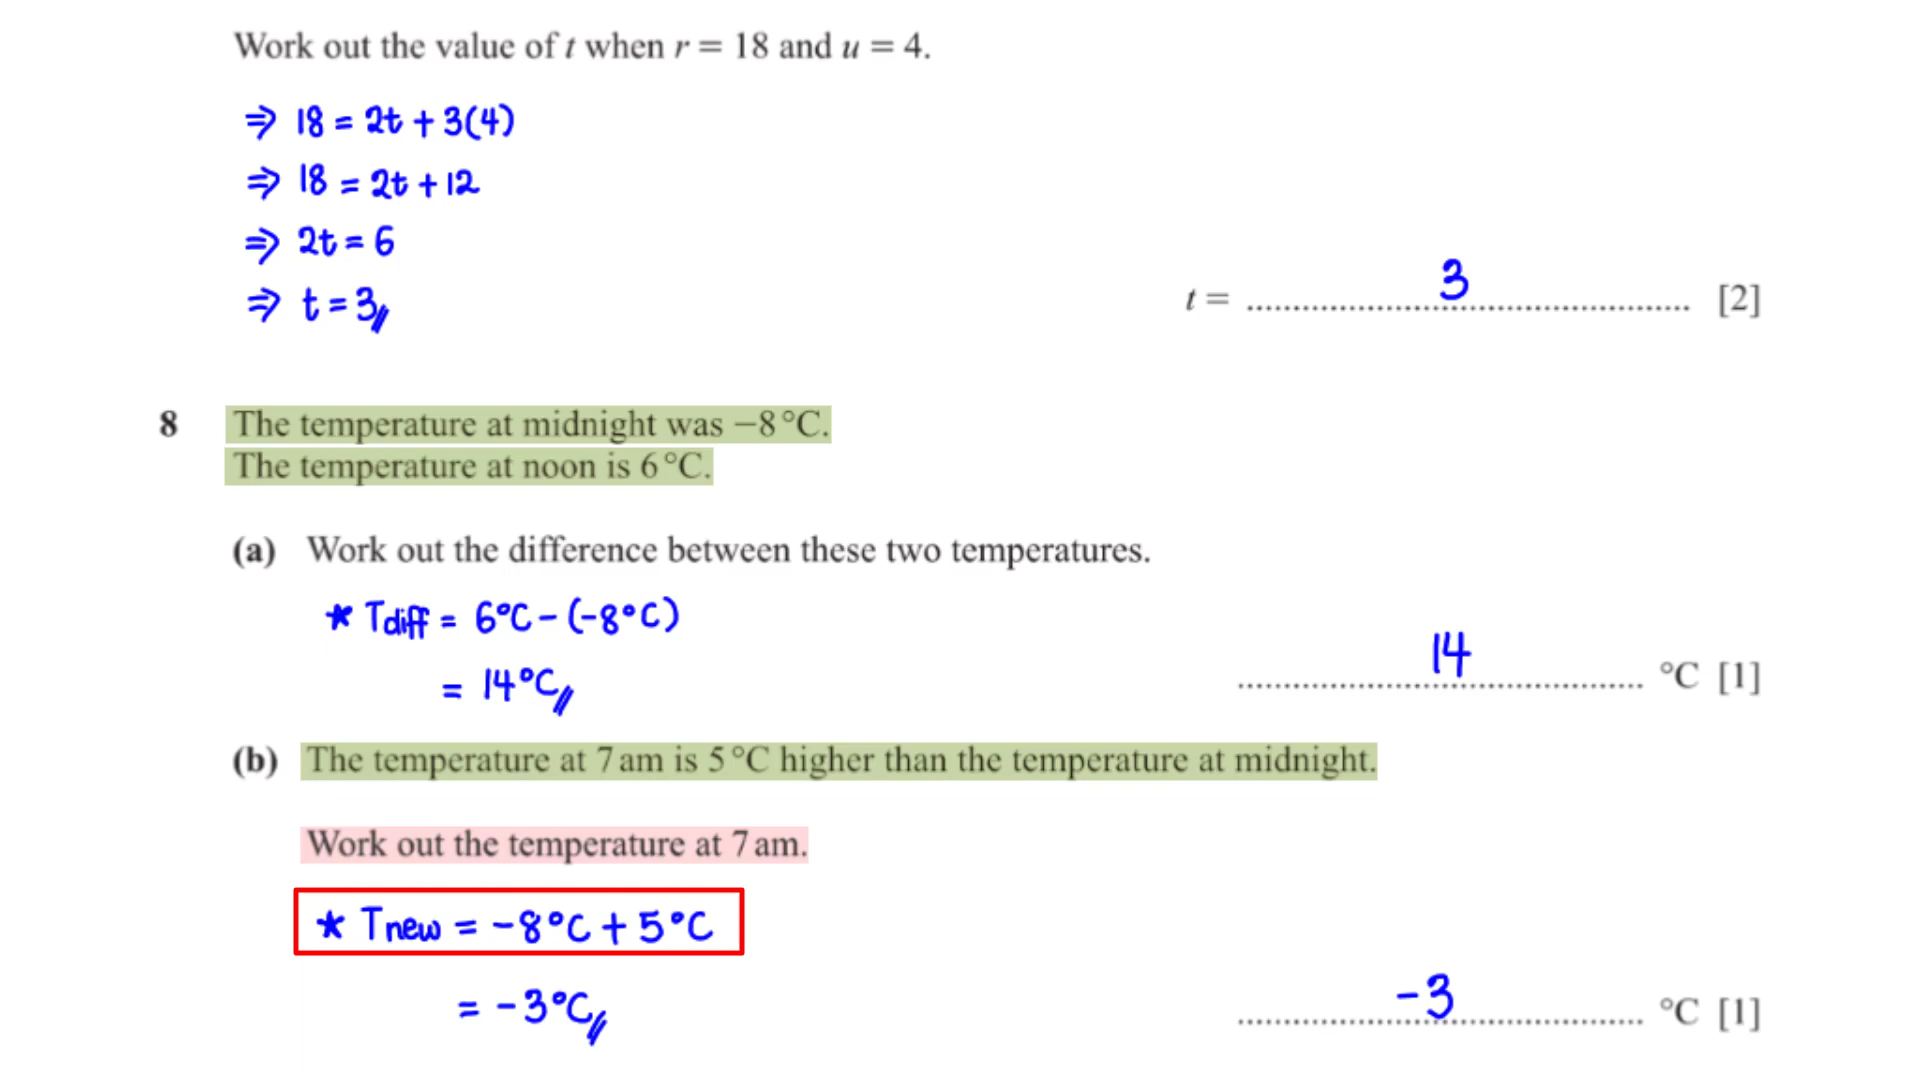 Work out the value of t when r = 18 and u = 4.
⇒ 18 = 2t + 3(4)
⇒ 18 = 2t + 12
⇒ 2t = 6
⇒ t = 3
t = .......... 3 .......... [2]
8 The temperature at midnight was −8 °C.
The temperature at noon is 6 °C.
(a) Work out the difference between these two temperatures.
* Tdiff = 6°C - (-8°C)
= 14°C
.......... 14 .......... °C [1]
(b) The temperature at 7 am is 5 °C higher than the temperature at midnight.
Work out the temperature at 7 am.
* Tnew = -8°C + 5°C
= -3°C
.......... -3 .......... °C [1]